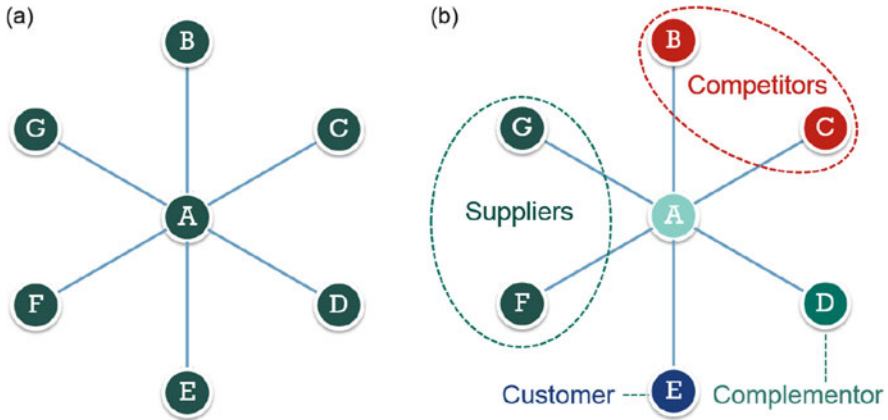 (a)
B
G
C
A
F
D
E
(b)
B
Competitors
G
C
Suppliers
A
F
D
Customer
E
Complementor